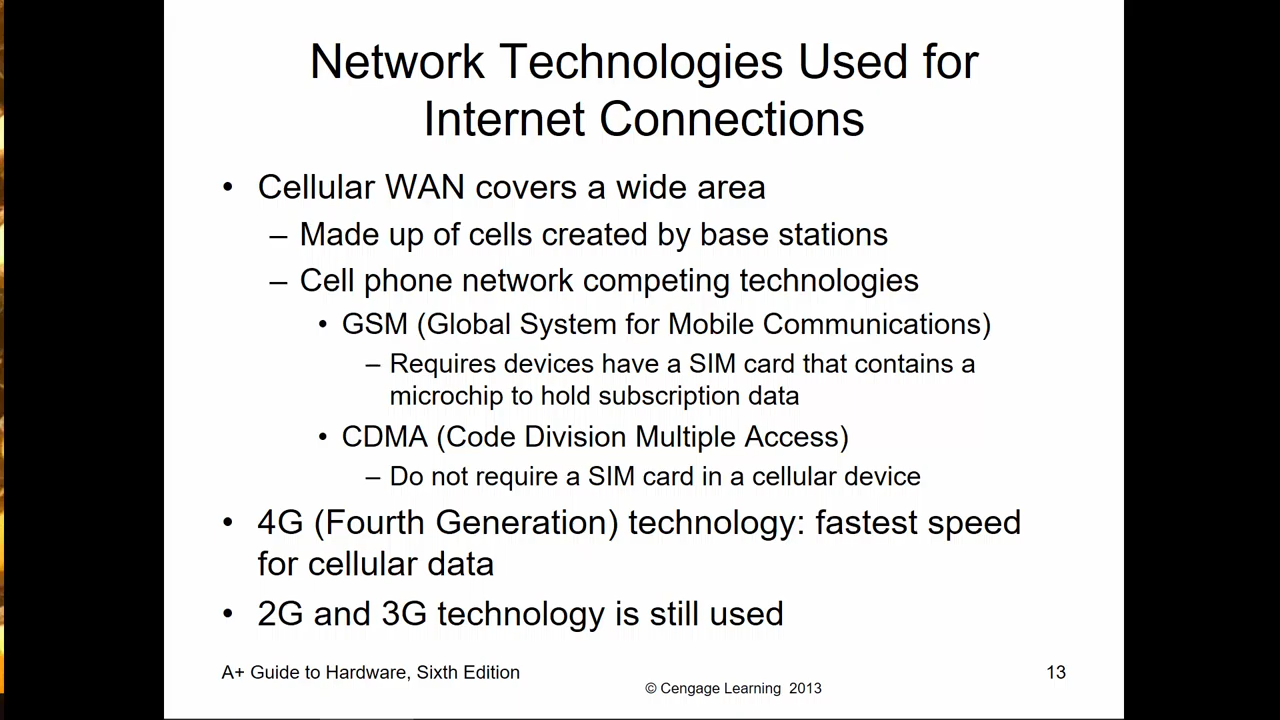 Network Technologies Used for
Internet Connections
• Cellular WAN covers a wide area
– Made up of cells created by base stations
– Cell phone network competing technologies
• GSM (Global System for Mobile Communications)
– Requires devices have a SIM card that contains a
microchip to hold subscription data
• CDMA (Code Division Multiple Access)
– Do not require a SIM card in a cellular device
• 4G (Fourth Generation) technology: fastest speed
for cellular data
• 2G and 3G technology is still used
A+ Guide to Hardware, Sixth Edition
© Cengage Learning 2013
13